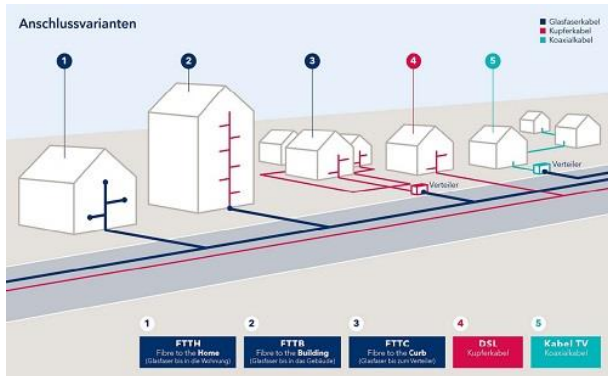 Anschlussvarianten
Glasfaserkabel
Kupferkabel
Koaxialkabel
1
2
3
4
5
Verteiler
Verteiler
1
2
3
4
5
FTTH
Fibre to the Home
(Glasfaser bis in die Wohnung)
FTTB
Fibre to the Building
(Glasfaser bis in das Gebäude)
FTTC
Fibre to the Curb
(Glasfaser bis zum Verteiler)
DSL
Kupferkabel
Kabel TV
Koaxialkabel